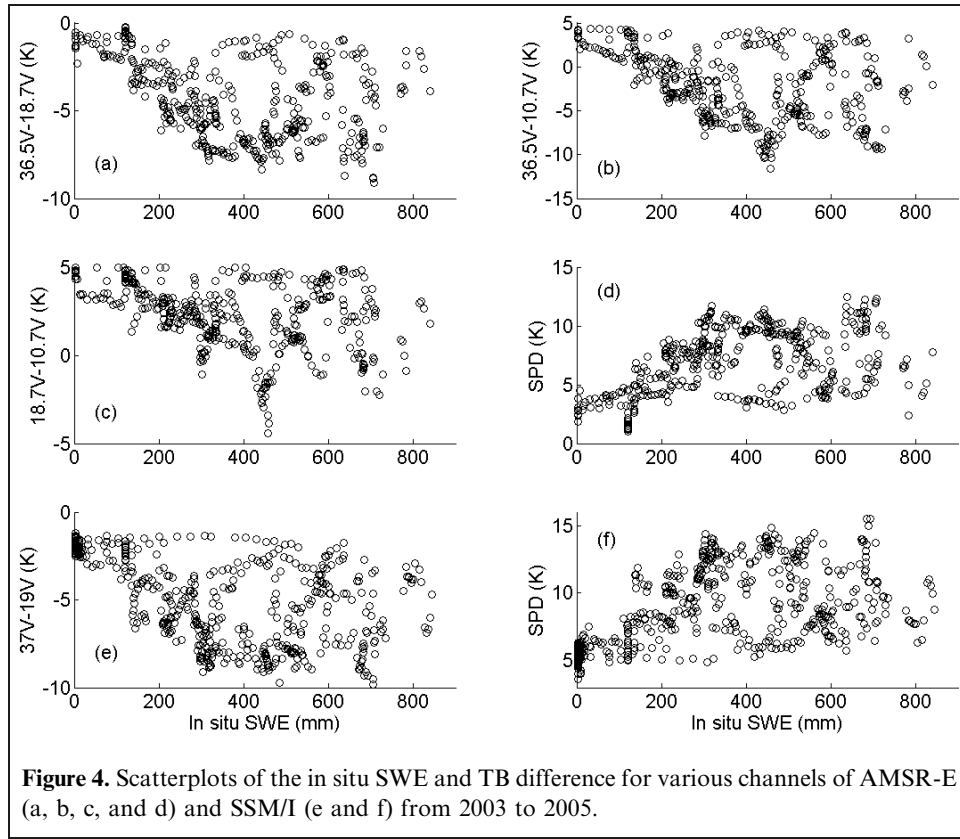 0
-5
-10
36.5V-18.7V (K)
(a)
0 200 400 600 800
5
0
-5
-10
-15
36.5V-10.7V (K)
(b)
0 200 400 600 800
5
0
-5
18.7V-10.7V (K)
(c)
0 200 400 600 800
15
10
5
0
SPD (K)
(d)
0 200 400 600 800
0
-5
-10
37V-19V (K)
(e)
0 200 400 600 800
In situ SWE (mm)
15
10
5
SPD (K)
(f)
0 200 400 600 800
In situ SWE (mm)
Figure 4. Scatterplots of the in situ SWE and TB difference for various channels of AMSR-E
(a, b, c, and d) and SSM/I (e and f) from 2003 to 2005.